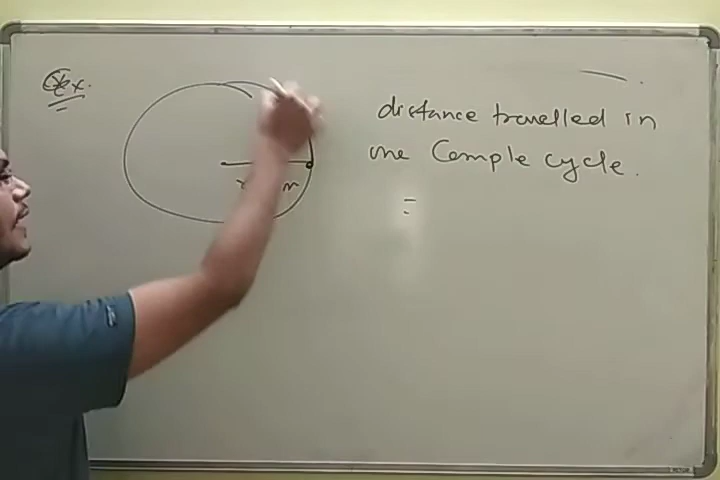 Ex.
distance travelled in
one Comple cycle.
=